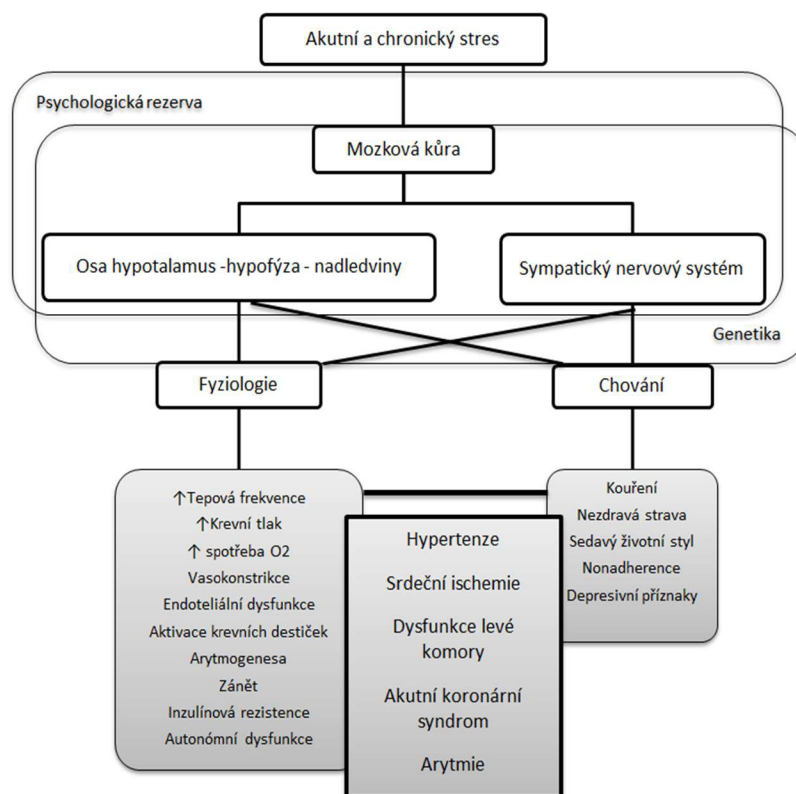 Akutní a chronický stres
Psychologická rezerva
Mozková kůra
Osa hypotalamus -hypofýza - nadledviny
Sympatický nervový systém
Genetika
Fyziologie
Chování
↑Tepová frekvence
↑Krevní tlak
↑ spotřeba O2
Vasokonstrikce
Endoteliální dysfunkce
Aktivace krevních destiček
Arytmogenesa
Zánět
Inzulínová rezistence
Autonómní dysfunkce
Hypertenze
Srdeční ischemie
Dysfunkce levé
komory
Akutní koronární
syndrom
Arytmie
Kouření
Nezdravá strava
Sedavý životní styl
Nonadherence
Depresivní příznaky